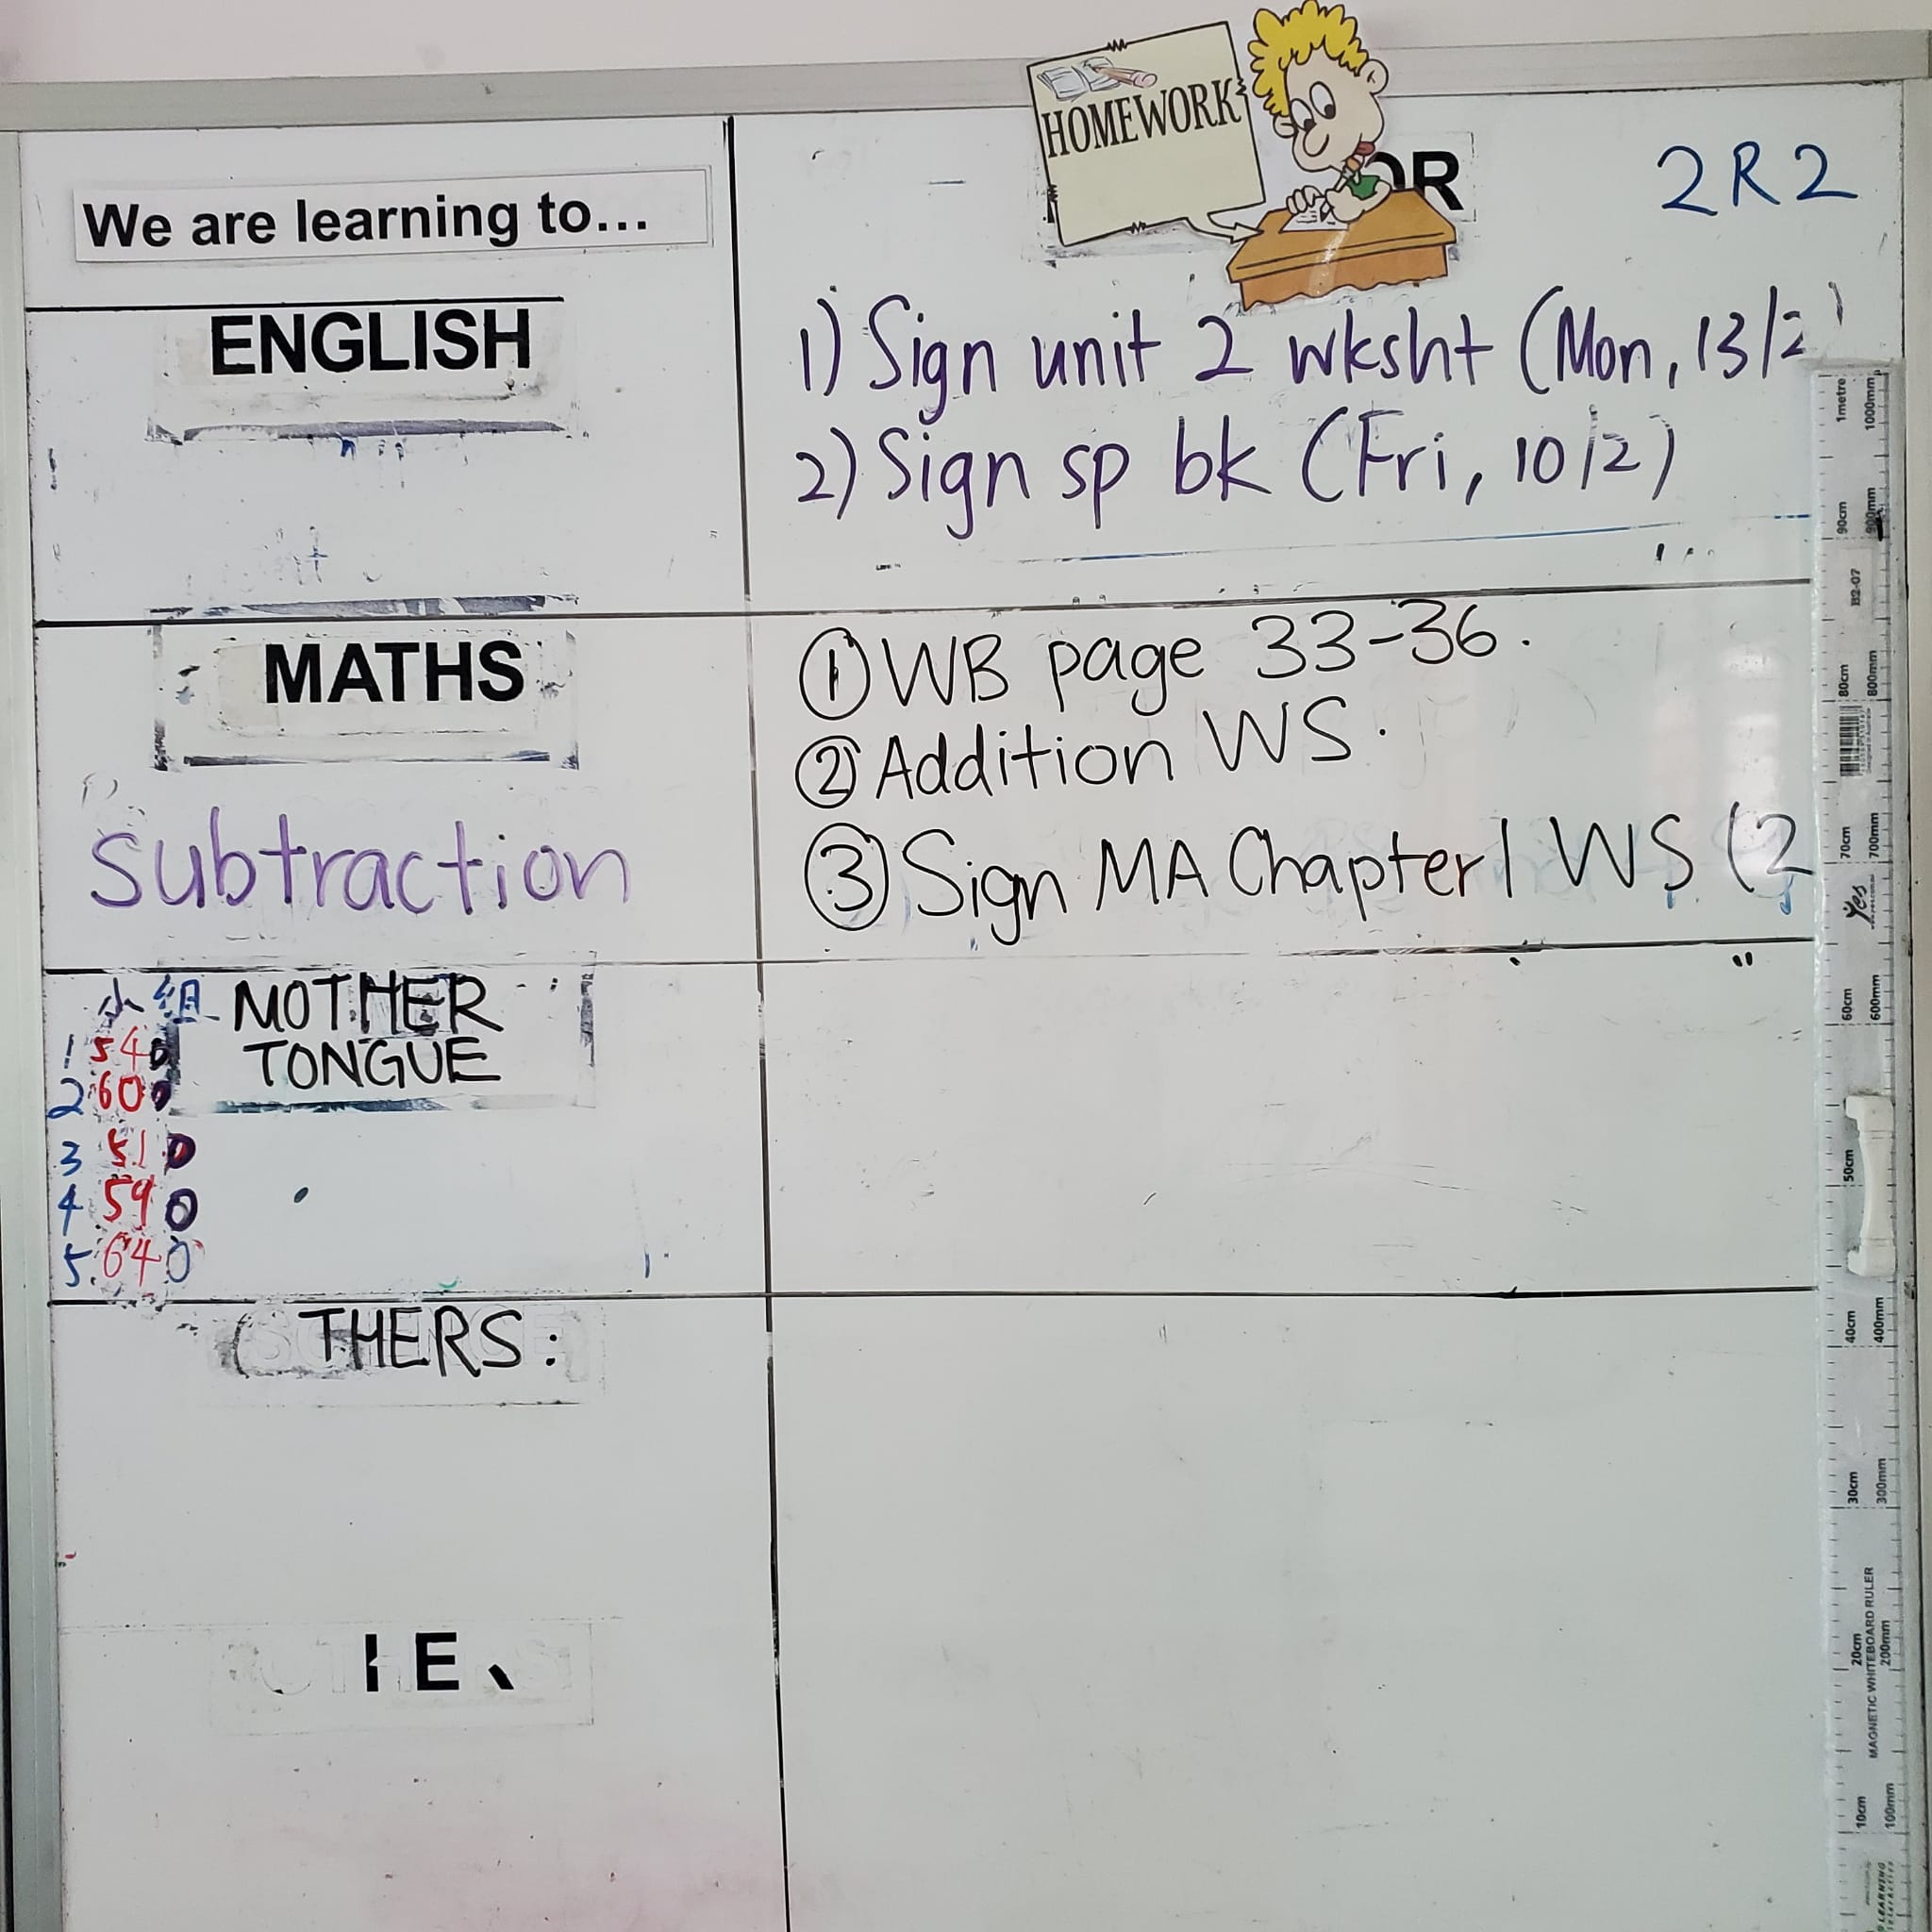 HOMEWORK
OR
2R2
We are learning to...
ENGLISH
1) Sign unit 2 wksht (Mon, 13/2
2) Sign sp bk (Fri, 10/2)
MATHS
subtraction
① WB page 33-36.
② Addition WS.
③ Sign MA Chapter 1 WS (2
小组
MOTHER
TONGUE
1 540
2 600
3 510
4 590
5. 640
THERS:
I E
1metre 1000mm
90cm 900mm
B2-07
80cm 800mm
70cm 700mm
Yes
60cm 600mm
50cm
40cm 400mm
30cm 300mm
20cm 200mm
MAGNETIC WHITEBOARD RULER
10cm 100mm
LEARNING